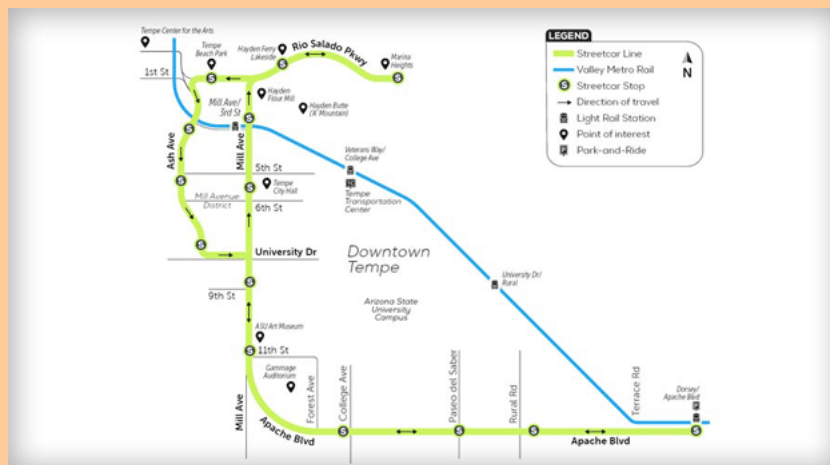 Tempe Center for the Arts
Tempe
Beach Park
Hayden Ferry
Lakeside
Rio Salado Pkwy
Marina
Heights
1st St
Mill Ave/
3rd St
Hayden
Flour Mill
Hayden Butte
('A' Mountain)
Ash Ave
Mill Ave
5th St
Veterans Way/
College Ave
Tempe
Transportation
Center
Tempe
City Hall
Mill Avenue
District
6th St
University Dr
Downtown
Tempe
University Dr/
Rural
9th St
Arizona State
University
Campus
ASU Art Museum
11th St
Gammage
Auditorium
Mill Ave
Apache Blvd
Forest Ave
College Ave
Paseo del Saber
Rural Rd
Terrace Rd
Dorsey/
Apache Blvd
Apache Blvd
LEGEND
Streetcar Line
Valley Metro Rail
S Streetcar Stop
Direction of travel
Light Rail Station
Point of interest
P Park-and-Ride
N
S
S
S
S
S
S
S
S
S
S
S
S
S
S